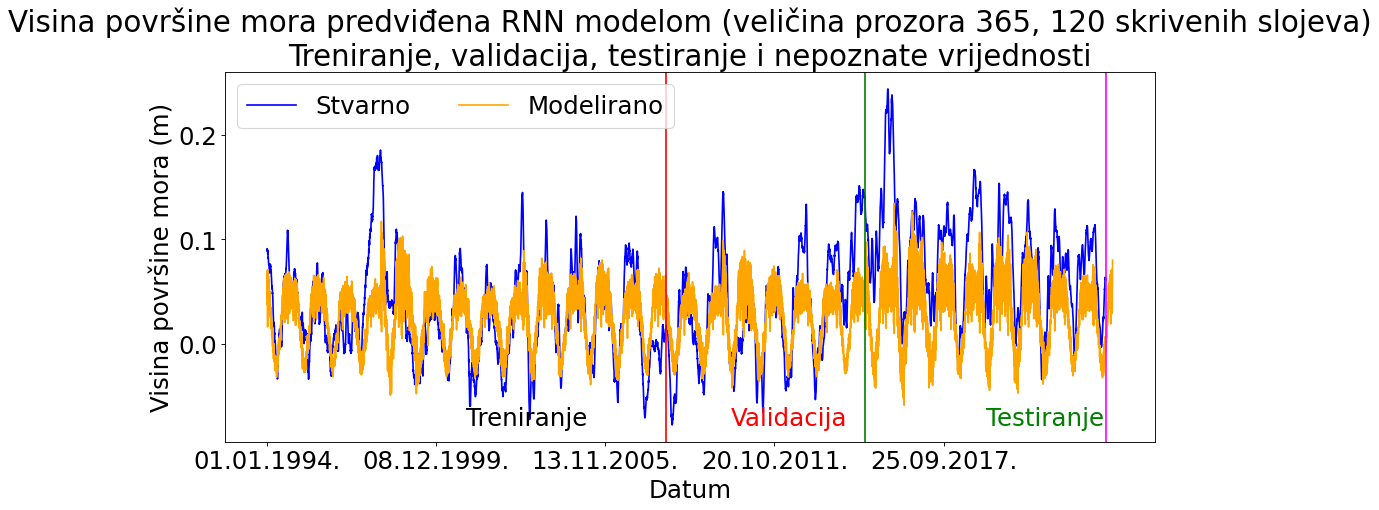 Visina površine mora predviđena RNN modelom (veličina prozora 365, 120 skrivenih slojeva)
Treniranje, validacija, testiranje i nepoznate vrijednosti
Stvarno
Modelirano
Visina površine mora (m)
0.2
0.1
0.0
Treniranje
Validacija
Testiranje
01.01.1994.
08.12.1999.
13.11.2005.
20.10.2011.
25.09.2017.
Datum